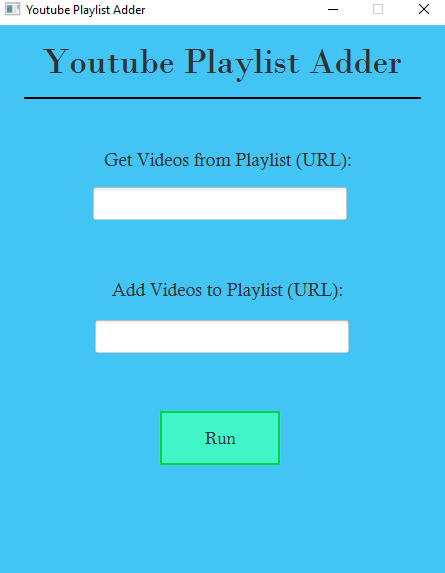 Youtube Playlist Adder
Youtube Playlist Adder
Get Videos from Playlist (URL):
Add Videos to Playlist (URL):
Run